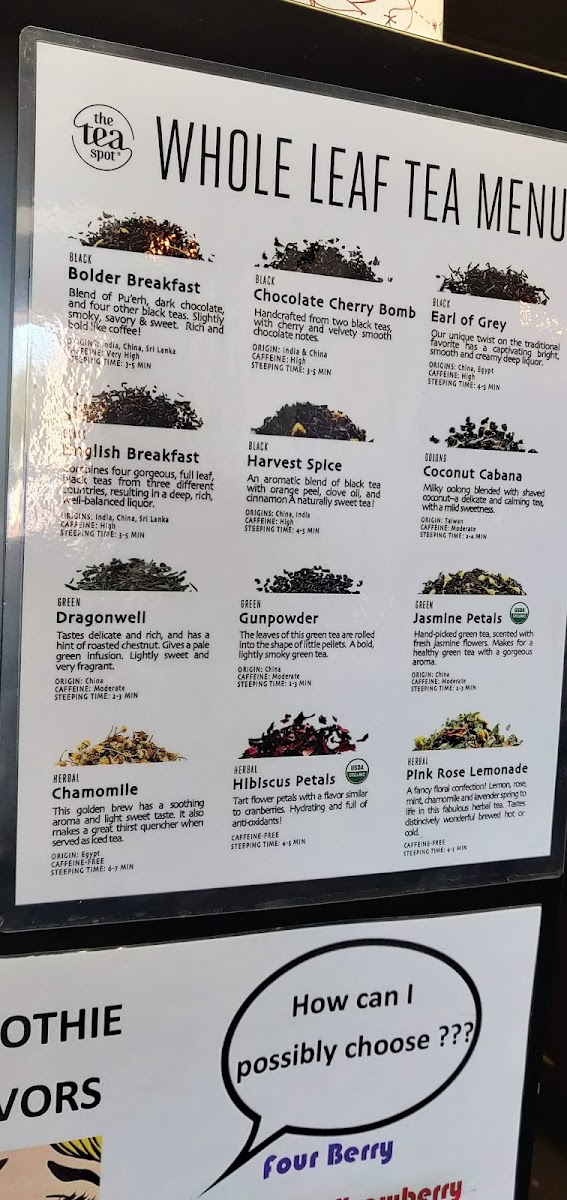 the
tea
spot
WHOLE LEAF TEA MENU
BLACK
Bolder Breakfast
Blend of Pu'erh, dark chocolate,
and four other black teas. Slightly
smoky, savory & sweet. Rich and
bold like coffee!
India, China, Sri Lanka
CAFFEINE: Very High
STEEPING TIME: 3-5 MIN
BLACK
Chocolate Cherry Bomb
Handcrafted from two black teas,
with cherry and velvety smooth
chocolate notes.
ORIGIN: India & China
CAFFEINE: High
STEEPING TIME: 3-5 MIN
BLACK
Earl of Grey
Our unique twist on the traditional
favorite has a captivating bright,
smooth and creamy deep liquor.
ORIGINS: China, Egypt
CAFFEINE: High
STEEPING TIME: 4-5 MIN
English Breakfast
Combines four gorgeous, full leaf,
black teas from three different
countries, resulting in a deep, rich,
well-balanced liquor.
ORIGINS: India, China, Sri Lanka
CAFFEINE: High
STEEPING TIME: 3-5 MIN
BLACK
Harvest Spice
An aromatic blend of black tea
with orange peel, clove oil, and
cinnamon A naturally sweet tea!
ORIGINS: China, India
CAFFEINE: High
STEEPING TIME: 4-5 MIN
OOLONG
Coconut Cabana
Milky oolong blended with shaved
coconut—a delicate and calming tea,
with a mild sweetness.
ORIGIN: Taiwan
CAFFEINE: Moderate
STEEPING TIME: 2-4 MIN
GREEN
Dragonwell
Tastes delicate and rich, and has a
hint of roasted chestnut. Gives a pale
green infusion. Lightly sweet and
very fragrant.
ORIGIN: China
CAFFEINE: Moderate
STEEPING TIME: 2-3 MIN
GREEN
Gunpowder
The leaves of this green tea are rolled
into the shape of little pellets. A bold,
lightly smoky green tea.
ORIGIN: China
CAFFEINE: Moderate
STEEPING TIME: 2-3 MIN
GREEN
Jasmine Petals
USDA
ORGANIC
Hand-picked green tea, scented with
fresh jasmine flowers. Makes for a
healthy green tea with a gorgeous
aroma.
ORIGIN: China
CAFFEINE: Moderate
STEEPING TIME: 2-3 MIN
HERBAL
Chamomile
This golden brew has a soothing
aroma and light sweet taste. It also
makes a great thirst quencher when
served as iced tea.
ORIGIN: Egypt
CAFFEINE-FREE
STEEPING TIME: 6-7 MIN
HERBAL
Hibiscus Petals
USDA
ORGANIC
Tart flower petals with a flavor similar
to cranberries. Hydrating and full of
anti-oxidants!
CAFFEINE-FREE
STEEPING TIME: 4-5 MIN
HERBAL
Pink Rose Lemonade
A fancy floral confection! Lemon, rose,
mint, chamomile and lavender spring to
life in this fabulous herbal tea. Tastes
distinctively wonderful brewed hot or
cold.
CAFFEINE-FREE
STEEPING TIME: 4-5 MIN
OTHIE
VORS
How can I
possibly choose ???
Four Berry